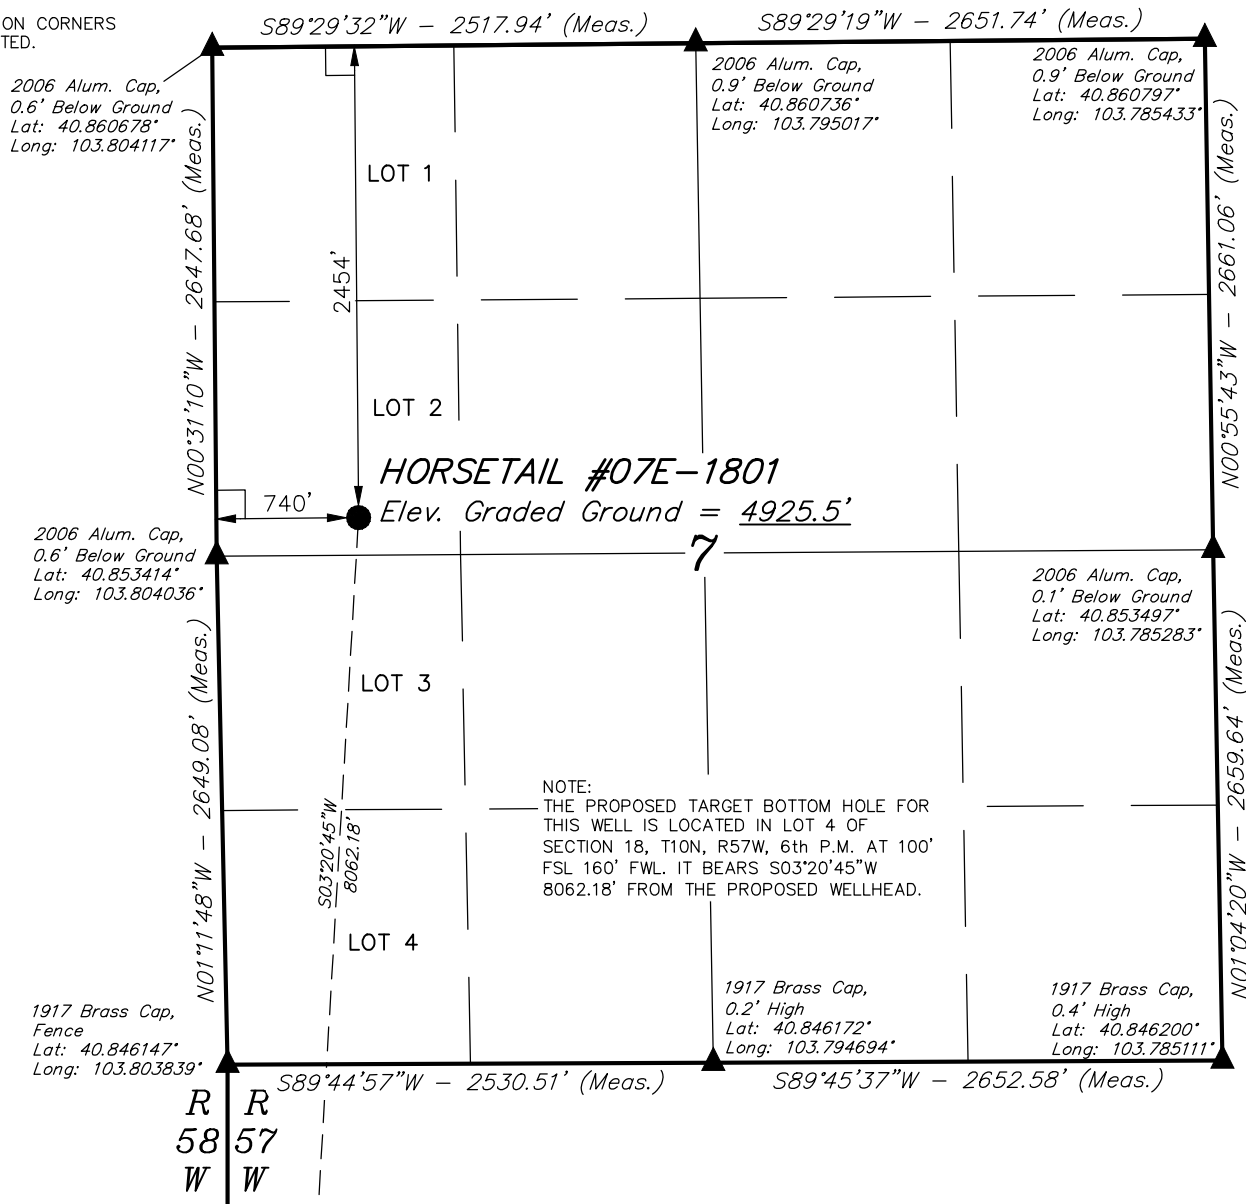 ON CORNERS
TED.
S89°29'32"W - 2517.94' (Meas.)
S89°29'19"W - 2651.74' (Meas.)
2006 Alum. Cap,
0.6' Below Ground
Lat: 40.860678°
Long: 103.804117°
2006 Alum. Cap,
0.9' Below Ground
Lat: 40.860736°
Long: 103.795017°
2006 Alum. Cap,
0.9' Below Ground
Lat: 40.860797°
Long: 103.785433°
N00°31'10"W - 2647.68' (Meas.)
LOT 1
2454'
N00°55'43"W - 2661.06' (Meas.)
LOT 2
HORSETAIL #07E-1801
740'
Elev. Graded Ground = 4925.5'
7
2006 Alum. Cap,
0.6' Below Ground
Lat: 40.853414°
Long: 103.804036°
2006 Alum. Cap,
0.1' Below Ground
Lat: 40.853497°
Long: 103.785283°
N01°11'48"W - 2649.08' (Meas.)
LOT 3
N01°04'20"W - 2659.64' (Meas.)
S03°20'45"W
8062.18'
NOTE:
THE PROPOSED TARGET BOTTOM HOLE FOR
THIS WELL IS LOCATED IN LOT 4 OF
SECTION 18, T10N, R57W, 6th P.M. AT 100'
FSL 160' FWL. IT BEARS S03°20'45"W
8062.18' FROM THE PROPOSED WELLHEAD.
LOT 4
1917 Brass Cap,
Fence
Lat: 40.846147°
Long: 103.803839°
1917 Brass Cap,
0.2' High
Lat: 40.846172°
Long: 103.794694°
1917 Brass Cap,
0.4' High
Lat: 40.846200°
Long: 103.785111°
S89°44'57"W - 2530.51' (Meas.)
S89°45'37"W - 2652.58' (Meas.)
R R
58 57
W W